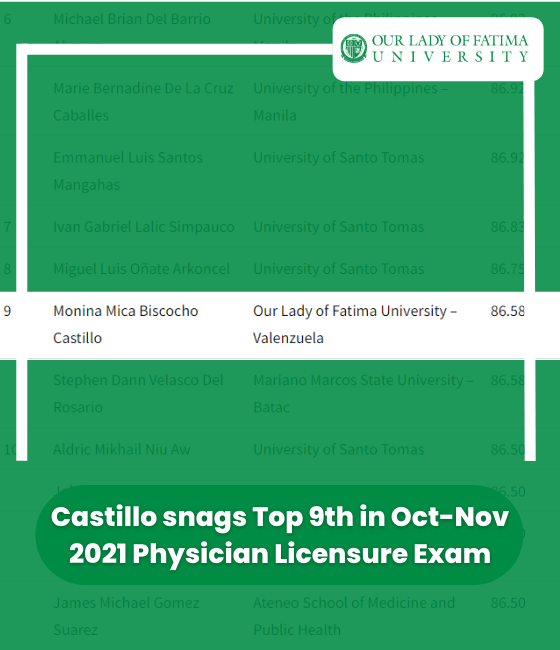 6 Michael Brian Del Barrio University of the Philippines
OUR LADY OF FATIMA
UNIVERSITY
Marie Bernadine De La Cruz University of the Philippines – 86.92
Caballes Manila
Emmanuel Luis Santos University of Santo Tomas 86.92
Mangahas
7 Ivan Gabriel Lalic Simpauco University of Santo Tomas 86.83
8 Miguel Luis Oñate Arkoncel University of Santo Tomas 86.75
9 Monina Mica Biscocho Our Lady of Fatima University – 86.58
Castillo Valenzuela
Stephen Dann Velasco Del Mariano Marcos State University – 86.58
Rosario Batac
10 Aldric Mikhail Niu Aw University of Santo Tomas 86.50
86.50
Castillo snags Top 9th in Oct-Nov
2021 Physician Licensure Exam
James Michael Gomez Ateneo School of Medicine and 86.50
Suarez Public Health